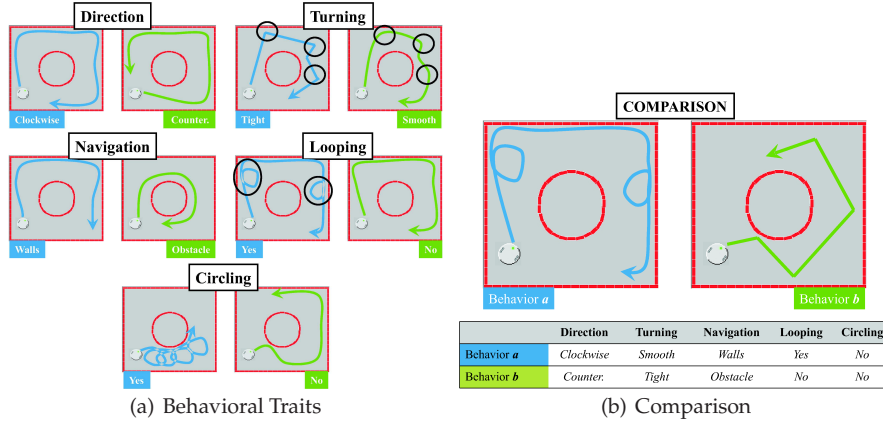 Direction
Turning
Clockwise
Counter.
Tight
Smooth
Navigation
Looping
Walls
Obstacle
Yes
No
Circling
Yes
No
(a) Behavioral Traits
COMPARISON
Behavior a
Behavior b
Direction Turning Navigation Looping Circling
Behavior a Clockwise Smooth Walls Yes No
Behavior b Counter. Tight Obstacle No No
(b) Comparison